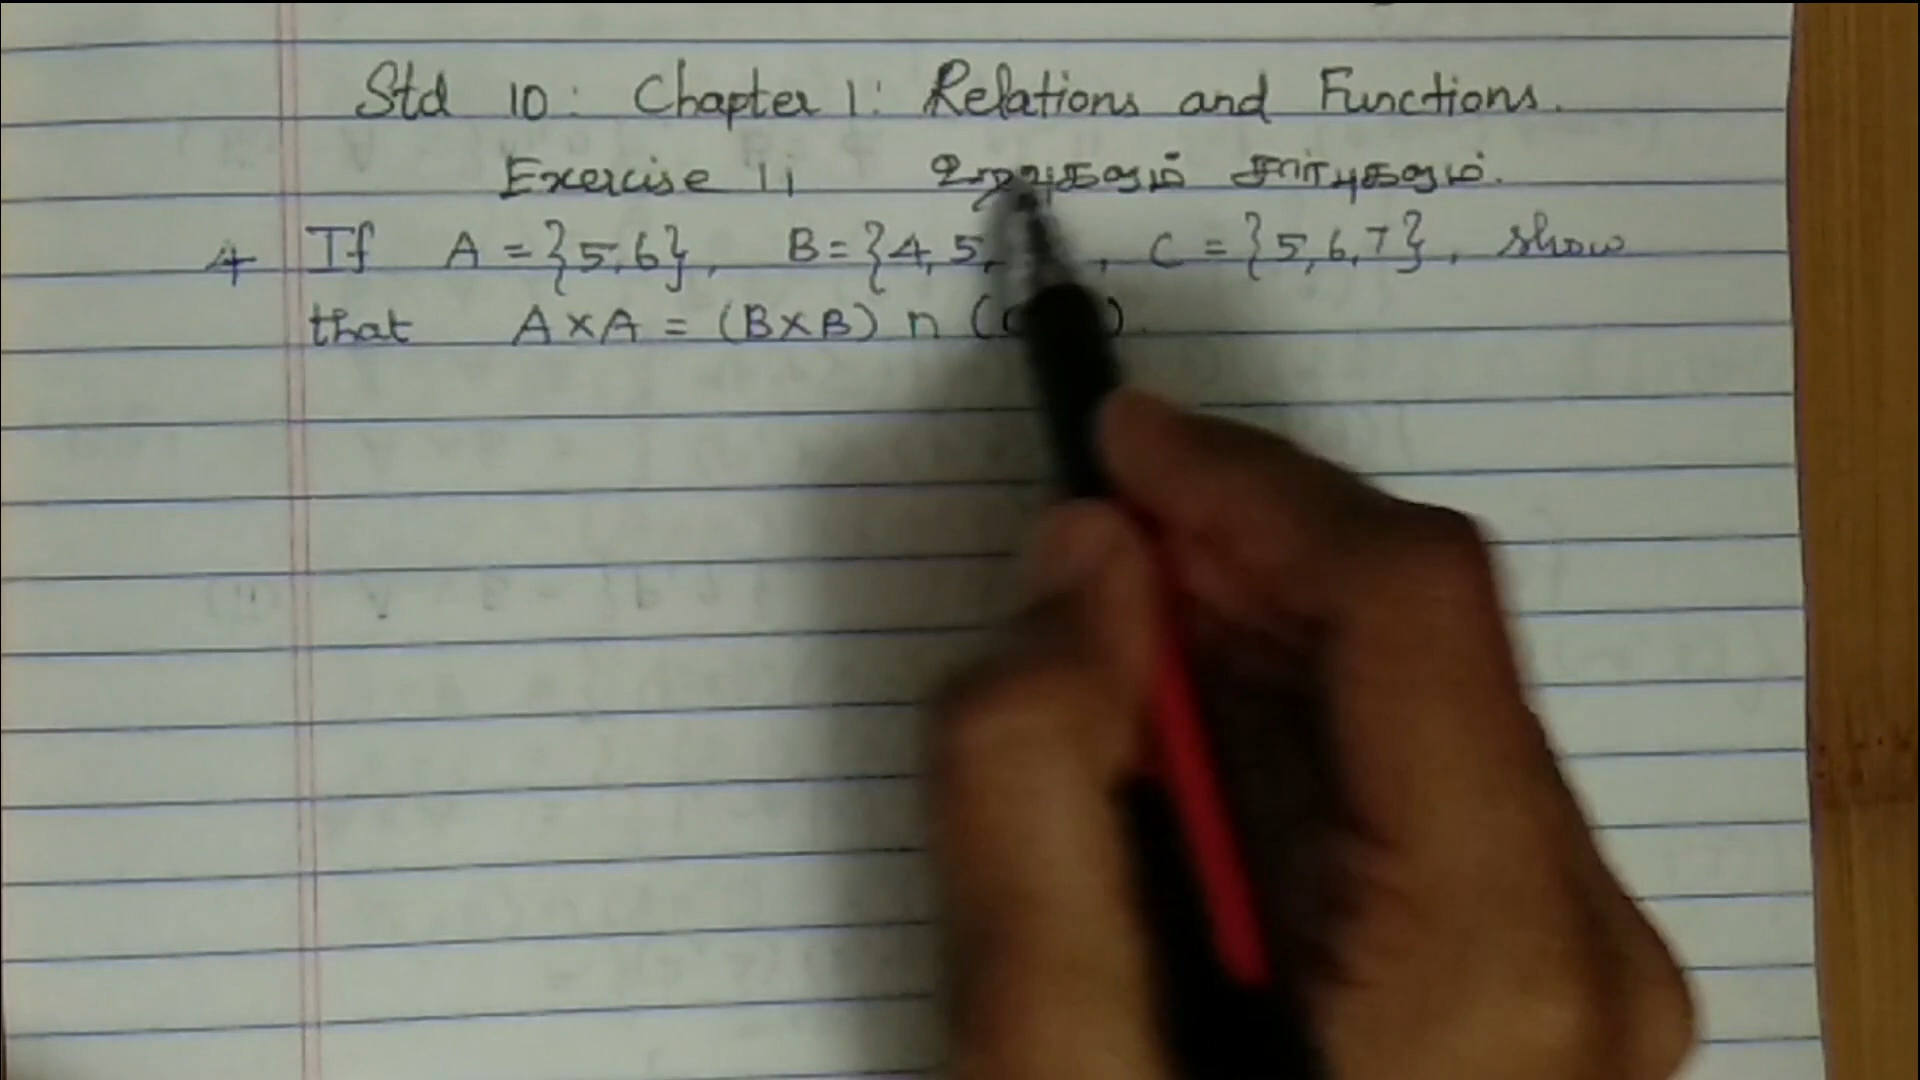 Std 10: Chapter 1: Relations and Functions.
Exercise 1.1 உறவுகளும் சார்புகளும்.
4 If A = {5,6}, B = {4,5, , C = {5,6,7}, show
that A×A = (B×B) ∩ ( ).